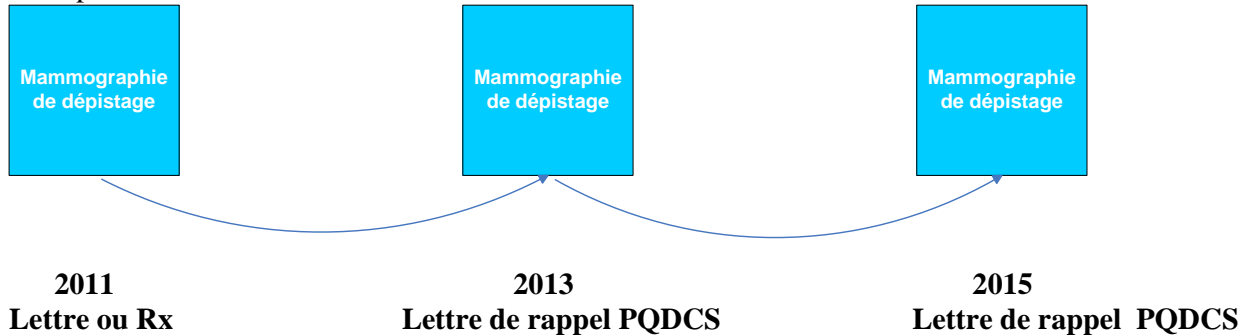 Mammographie
de dépistage
Mammographie
de dépistage
Mammographie
de dépistage
2011
2013
2015
Lettre ou Rx
Lettre de rappel PQDCS
Lettre de rappel PQDCS